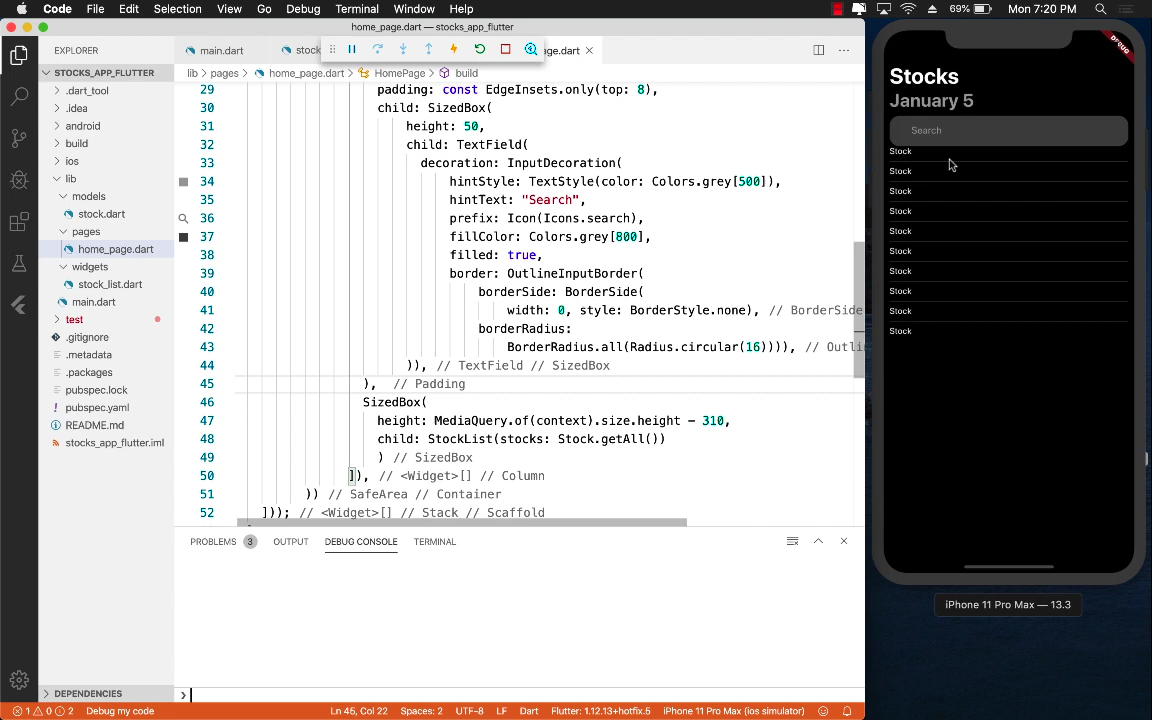 Code File Edit Selection View Go Debug Terminal Window Help 69% Mon 7:20 PM
home_page.dart — stocks_app_flutter
EXPLORER
STOCKS_APP_FLUTTER
.dart_tool
.idea
android
build
ios
lib
models
stock.dart
pages
home_page.dart
widgets
stock_list.dart
main.dart
test
.gitignore
.metadata
.packages
pubspec.lock
pubspec.yaml
README.md
stocks_app_flutter.iml
DEPENDENCIES
main.dart stock ge.dart
lib > pages > home_page.dart > HomePage > build
29 padding: const EdgeInsets.only(top: 8),
30 child: SizedBox(
31 height: 50,
32 child: TextField(
33 decoration: InputDecoration(
34 hintStyle: TextStyle(color: Colors.grey[500]),
35 hintText: "Search",
36 prefix: Icon(Icons.search),
37 fillColor: Colors.grey[800],
38 filled: true,
39 border: OutlineInputBorder(
40 borderSide: BorderSide(
41 width: 0, style: BorderStyle.none), // BorderSide
42 borderRadius:
43 BorderRadius.all(Radius.circular(16)))), // Outli
44 )), // TextField // SizedBox
45 ), // Padding
46 SizedBox(
47 height: MediaQuery.of(context).size.height - 310,
48 child: StockList(stocks: Stock.getAll())
49 ) // SizedBox
50 ]), // <Widget>[] // Column
51 )) // SafeArea // Container
52 ])); // <Widget>[] // Stack // Scaffold
PROBLEMS 3 OUTPUT DEBUG CONSOLE TERMINAL
1 0 2 Debug my code Ln 45, Col 22 Spaces: 2 UTF-8 LF Dart Flutter: 1.12.13+hotfix.5 iPhone 11 Pro Max (ios simulator)
DEBUG
Stocks
January 5
Search
Stock
Stock
Stock
Stock
Stock
Stock
Stock
Stock
Stock
Stock
iPhone 11 Pro Max — 13.3